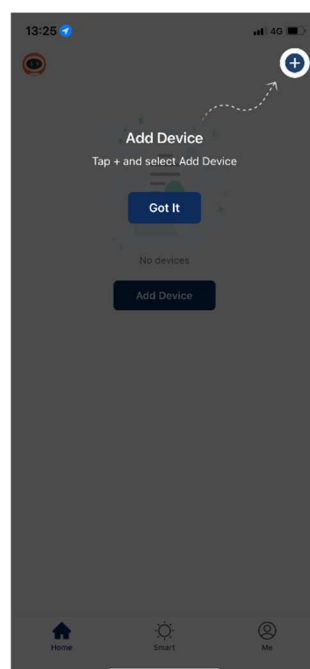 13:25
4G
Add Device
Tap + and select Add Device
Got It
No devices
Add Device
Home
Smart
Me